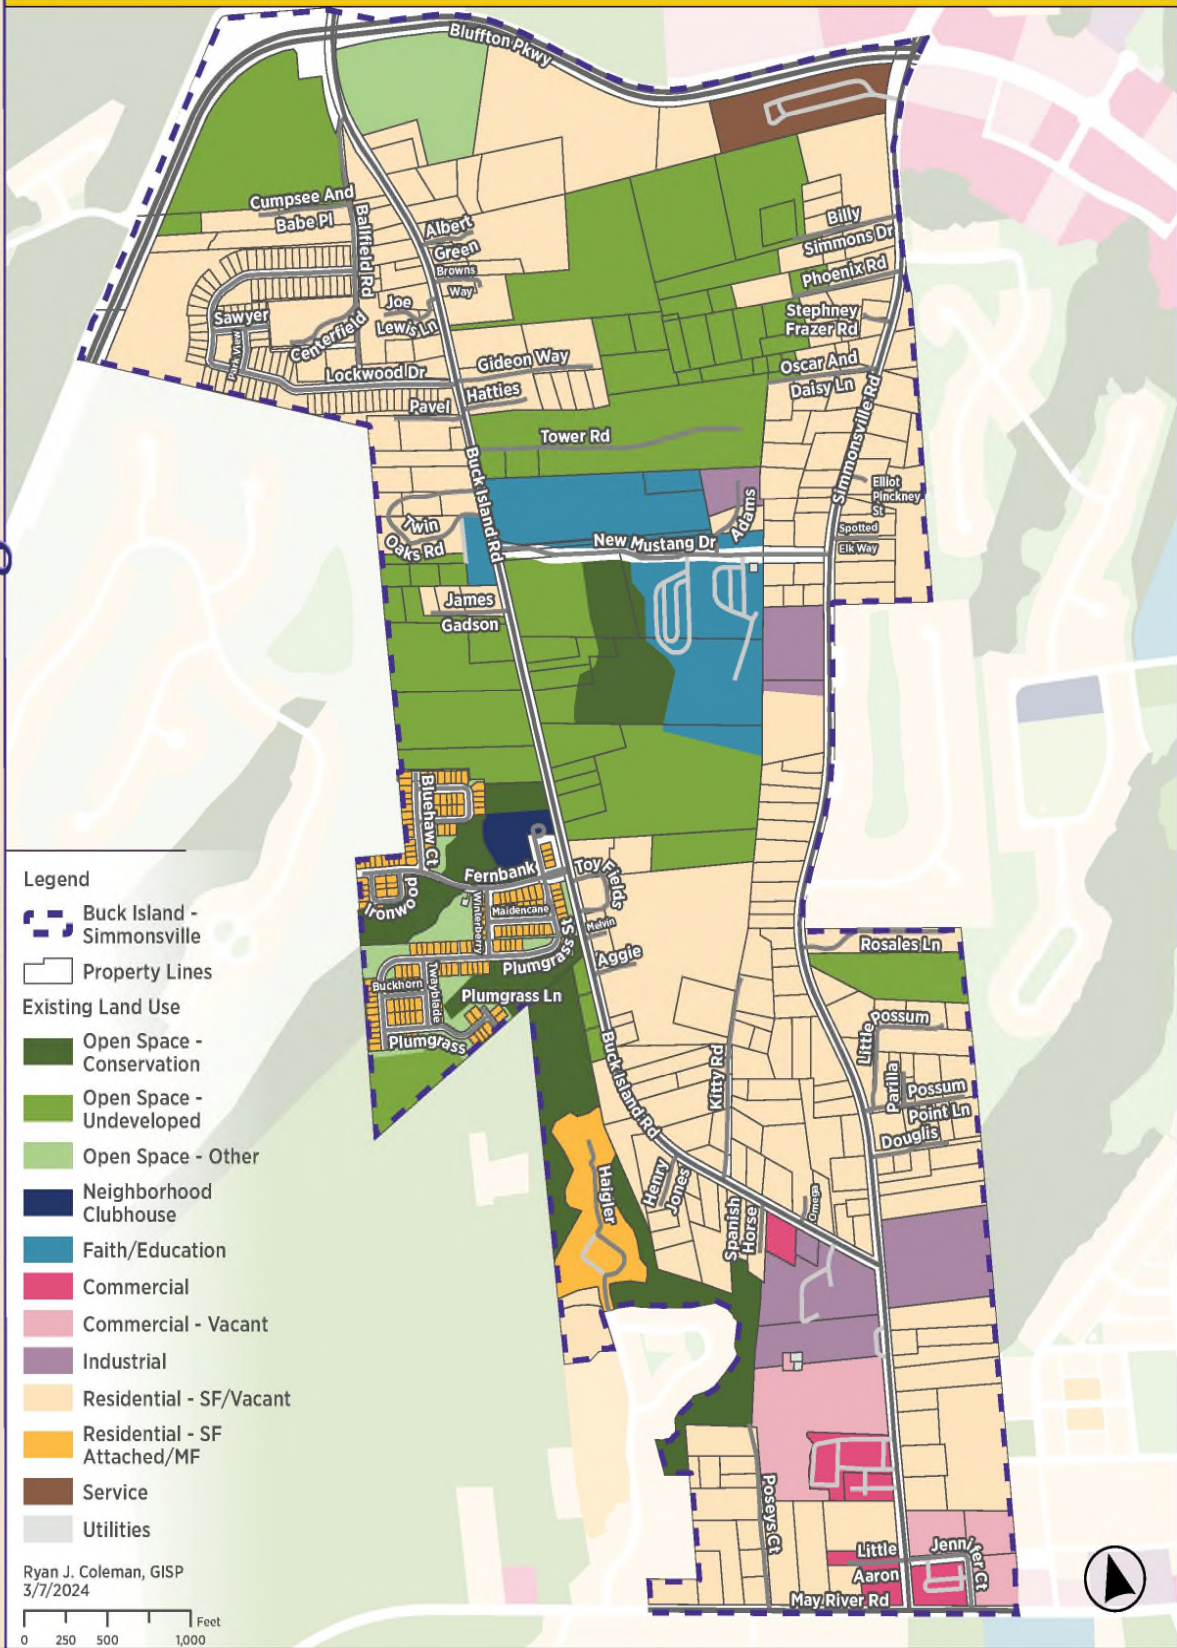 Bluffton Pkwy
Cumpsee And
Babe Pl
Ballfield Rd
Albert
Green
Browns
Way
Joe
Lewis Ln
Sawyer
Park View
Centerfield
Lockwood Dr
Gideon Way
Hatties
Pavel
Billy
Simmons Dr
Phoenix Rd
Stephney
Frazer Rd
Oscar And
Daisy Ln
Simmonsville Rd
Tower Rd
Buck Island Rd
Twin
Oaks Rd
Adams
New Mustang Dr
Elliot
Pinckney
St
Spotted
Elk Way
James
Gadson
Bluehaw Ct
Fernbank
Toy Fields
Ironwood
Winterberry
Maidencane
Melvin
Plumgrass St
Aggie
Buckhorn
Twayblade
Plumgrass Ln
Plumgrass
Rosales Ln
Little Possum
Parilla
Possum
Point Ln
Douglis
Kitty Rd
Buck Island Rd
Henry
Jones
Haigler
Spanish
Horse
Omega
Poseys Ct
Little
Aaron
Jennifer Ct
May River Rd
Legend
Buck Island -
Simmonsville
Property Lines
Existing Land Use
Open Space -
Conservation
Open Space -
Undeveloped
Open Space - Other
Neighborhood
Clubhouse
Faith/Education
Commercial
Commercial - Vacant
Industrial
Residential - SF/Vacant
Residential - SF
Attached/MF
Service
Utilities
Ryan J. Coleman, GISP
3/7/2024
Feet
0 250 500 1,000